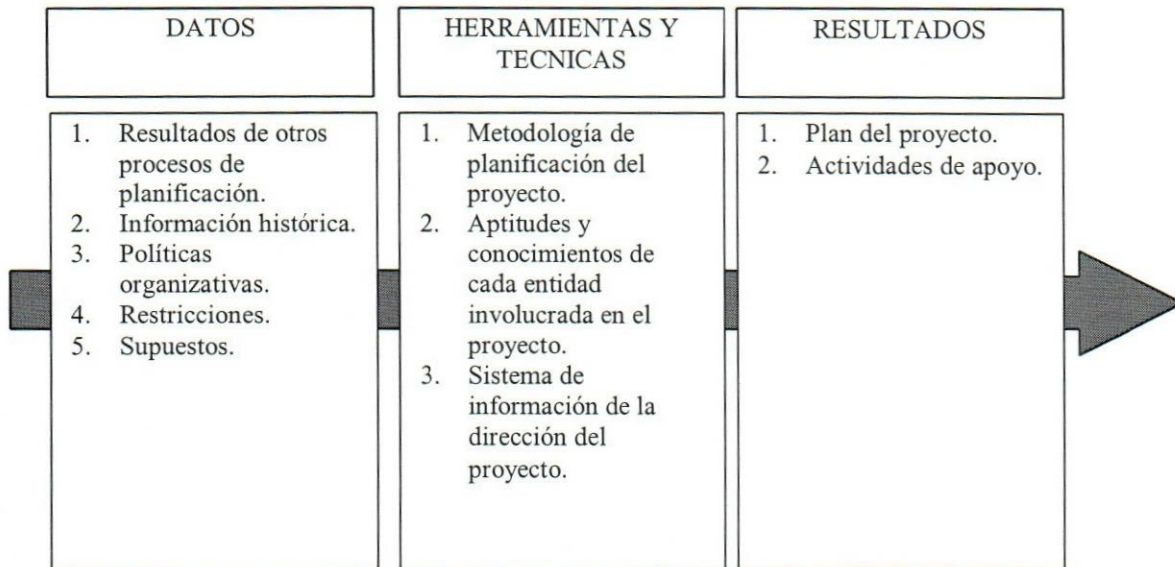 DATOS
1. Resultados de otros
procesos de
planificación.
2. Información histórica.
3. Políticas
organizativas.
4. Restricciones.
5. Supuestos.
HERRAMIENTAS Y
TECNICAS
1. Metodología de
planificación del
proyecto.
2. Aptitudes y
conocimientos de
cada entidad
involucrada en el
proyecto.
3. Sistema de
información de la
dirección del
proyecto.
RESULTADOS
1. Plan del proyecto.
2. Actividades de apoyo.